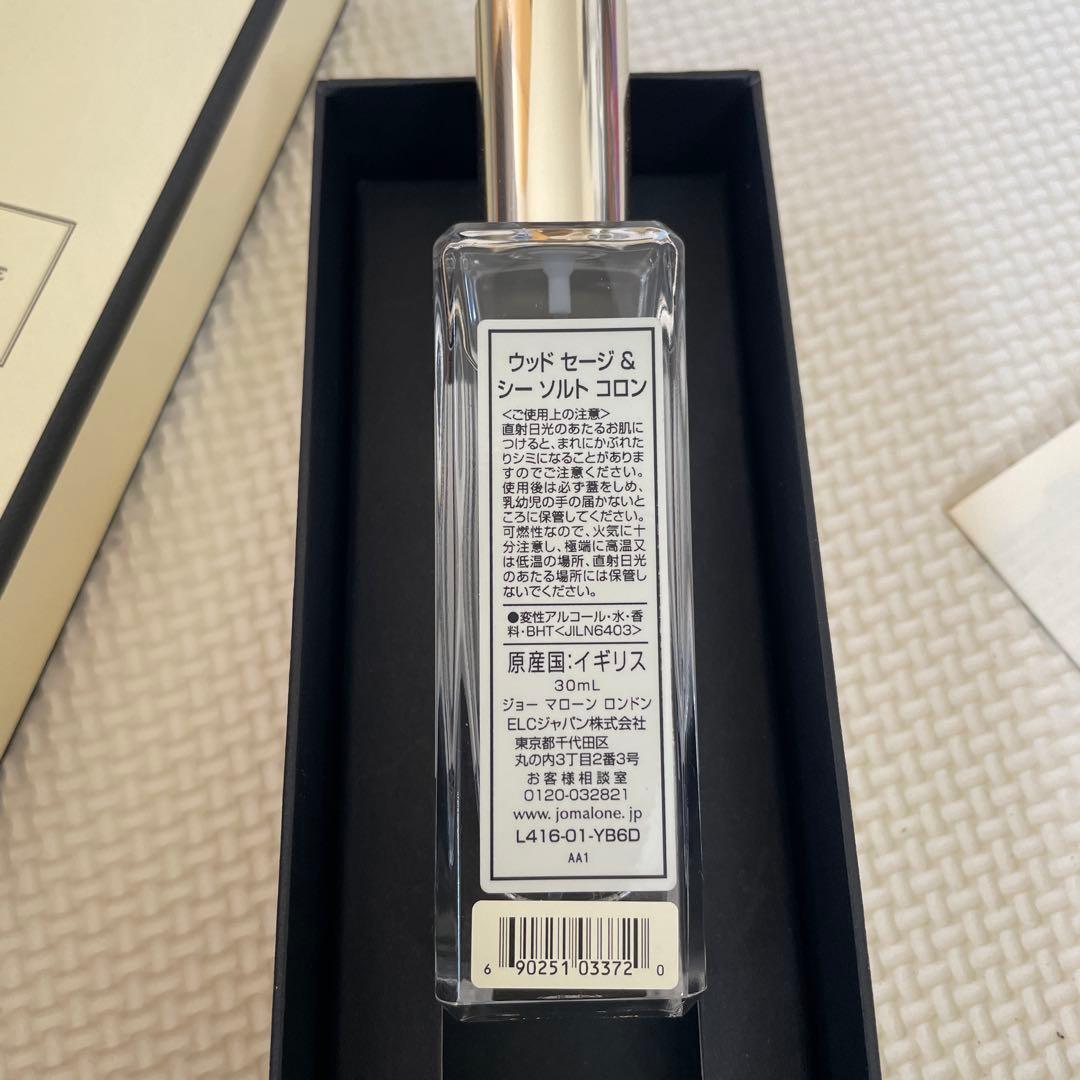 ウッド セージ &
シー ソルト コロン
<ご使用上の注意>
直射日光のあたるお肌に
つけると、まれにかぶれた
りシミになることがありま
すのでご注意ください。
使用後は必ず蓋をしめ、
乳幼児の手の届かないと
ころに保管してください。
可燃性なので、火気に十
分注意し、極端に高温又
は低温の場所、直射日光
のあたる場所には保管し
ないでください。
●変性アルコール・水・香
料・BHT<JILN6403>
原産国:イギリス
30mL
ジョー マローン ロンドン
ELCジャパン株式会社
東京都千代田区
丸の内3丁目2番3号
お客様相談室
0120-032821
www. jomalone. jp
L416-01-YB6D
AA1
6 90251 03372 0